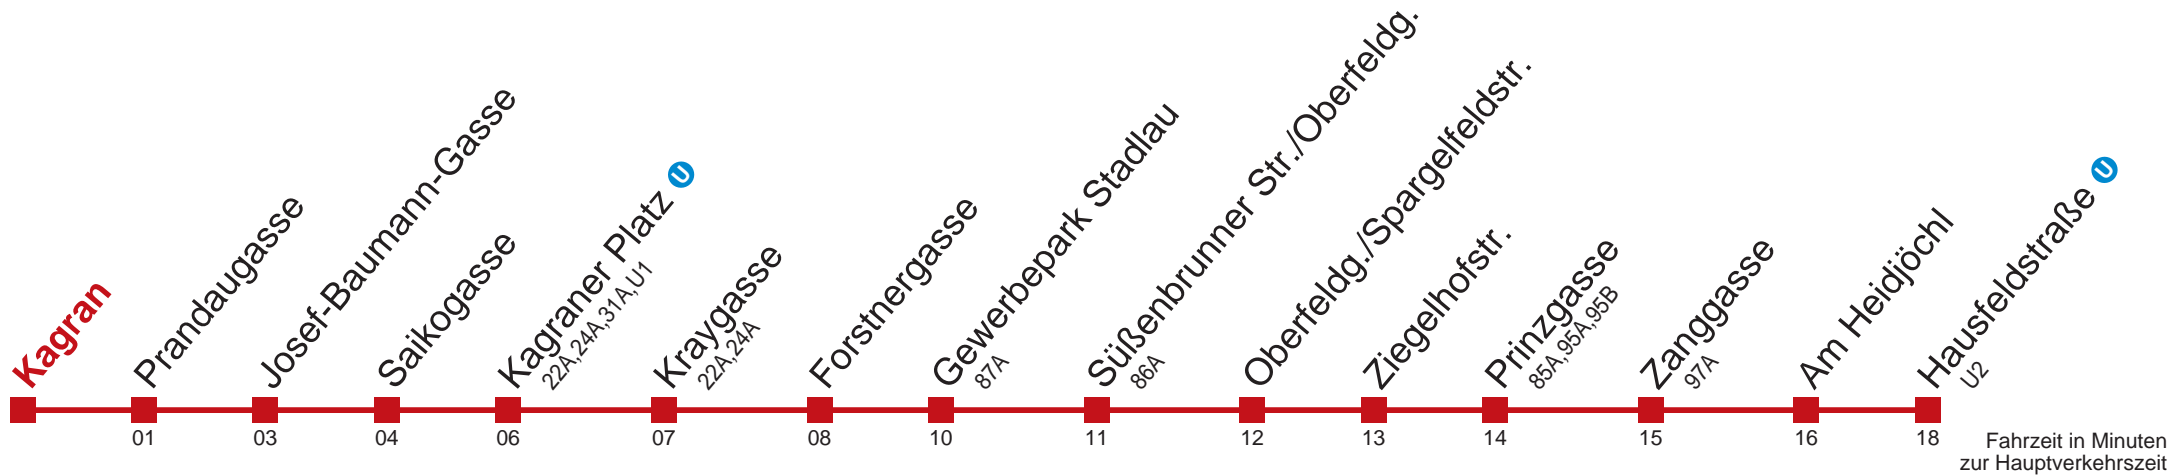 Kagran
Prandaugasse
01
Josef-Baumann-Gasse
03
Saikogasse
04
Kagraner Platz U
22A,24A,31A,U1
06
Kraygasse
22A,24A
07
Forstnergasse
08
Gewerbepark Stadlau
87A
10
Süßenbrunner Str./Oberfeldg.
86A
11
Oberfeldg./Spargelfeldstr.
12
Ziegelhofstr.
13
Prinzgasse
85A,95A,95B
14
Zanggasse
97A
15
Am Heidjöchl
16
Hausfeldstraße U
U2
18
Fahrzeit in Minuten
zur Hauptverkehrszeit